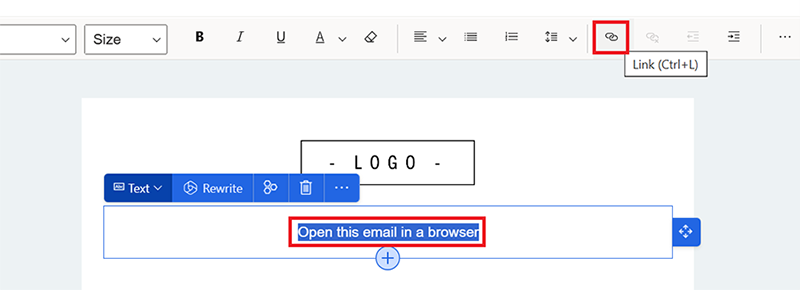 Size B I U A ...
Link (Ctrl+L)
- LOGO -
Text Rewrite ...
Open this email in a browser